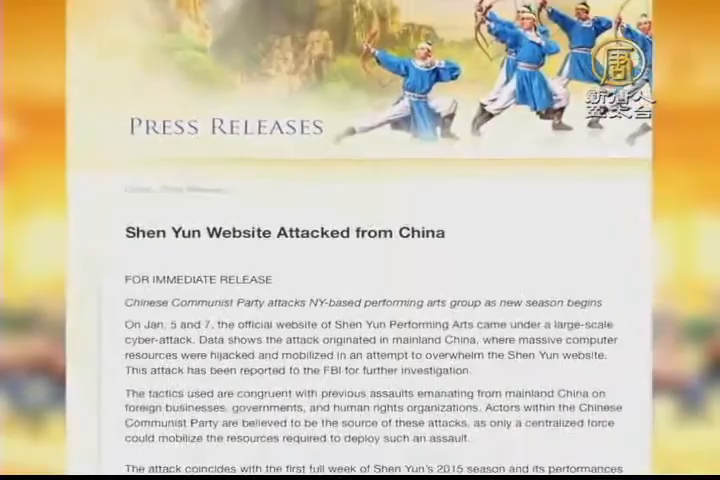 唐
新唐人
亞太台
PRESS RELEASES
Shen Yun Website Attacked from China
FOR IMMEDIATE RELEASE
Chinese Communist Party attacks NY-based performing arts group as new season begins
On Jan. 5 and 7, the official website of Shen Yun Performing Arts came under a large-scale
cyber-attack. Data shows the attack originated in mainland China, where massive computer
resources were hijacked and mobilized in an attempt to overwhelm the Shen Yun website.
This attack has been reported to the FBI for further investigation.
The tactics used are congruent with previous assaults emanating from mainland China on
foreign businesses, governments, and human rights organizations. Actors within the Chinese
Communist Party are believed to be the source of these attacks, as only a centralized force
could mobilize the resources required to deploy such an assault.
The attack coincides with the first full week of Shen Yun's 2015 season and its performances